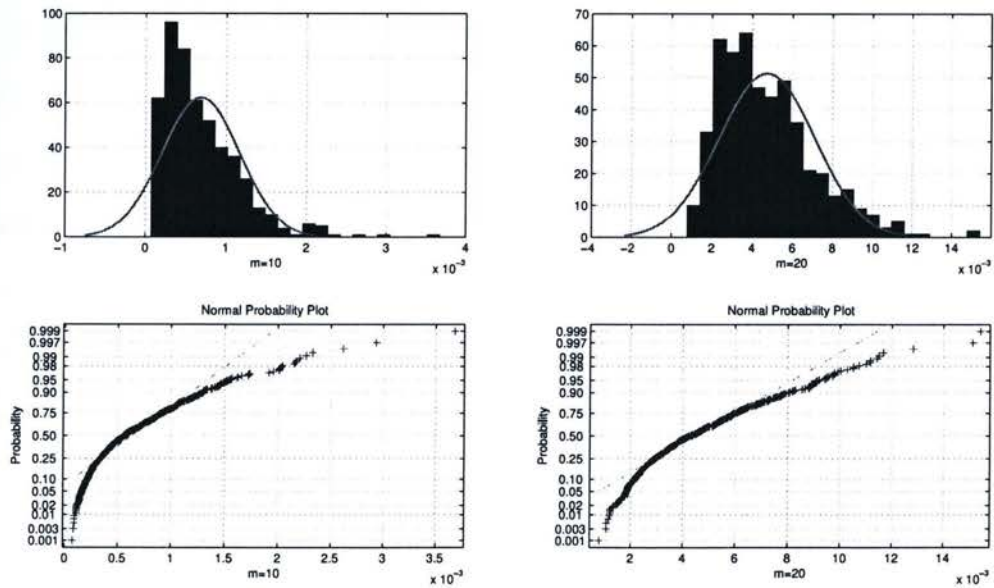 100
80
60
40
20
0
−1 0 1 2 3 4
m=10
x 10⁻³
70
60
50
40
30
20
10
0
−4 −2 0 2 4 6 8 10 12 14 16
m=20
x 10⁻³
Normal Probability Plot
0.999
0.997
0.99
0.98
0.95
0.90
0.75
0.50
0.25
0.10
0.05
0.02
0.01
0.003
0.001
Probability
0 0.5 1 1.5 2 2.5 3 3.5
m=10
x 10⁻³
Normal Probability Plot
0.999
0.997
0.99
0.98
0.95
0.90
0.75
0.50
0.25
0.10
0.05
0.02
0.01
0.003
0.001
Probability
2 4 6 8 10 12 14
m=20
x 10⁻³